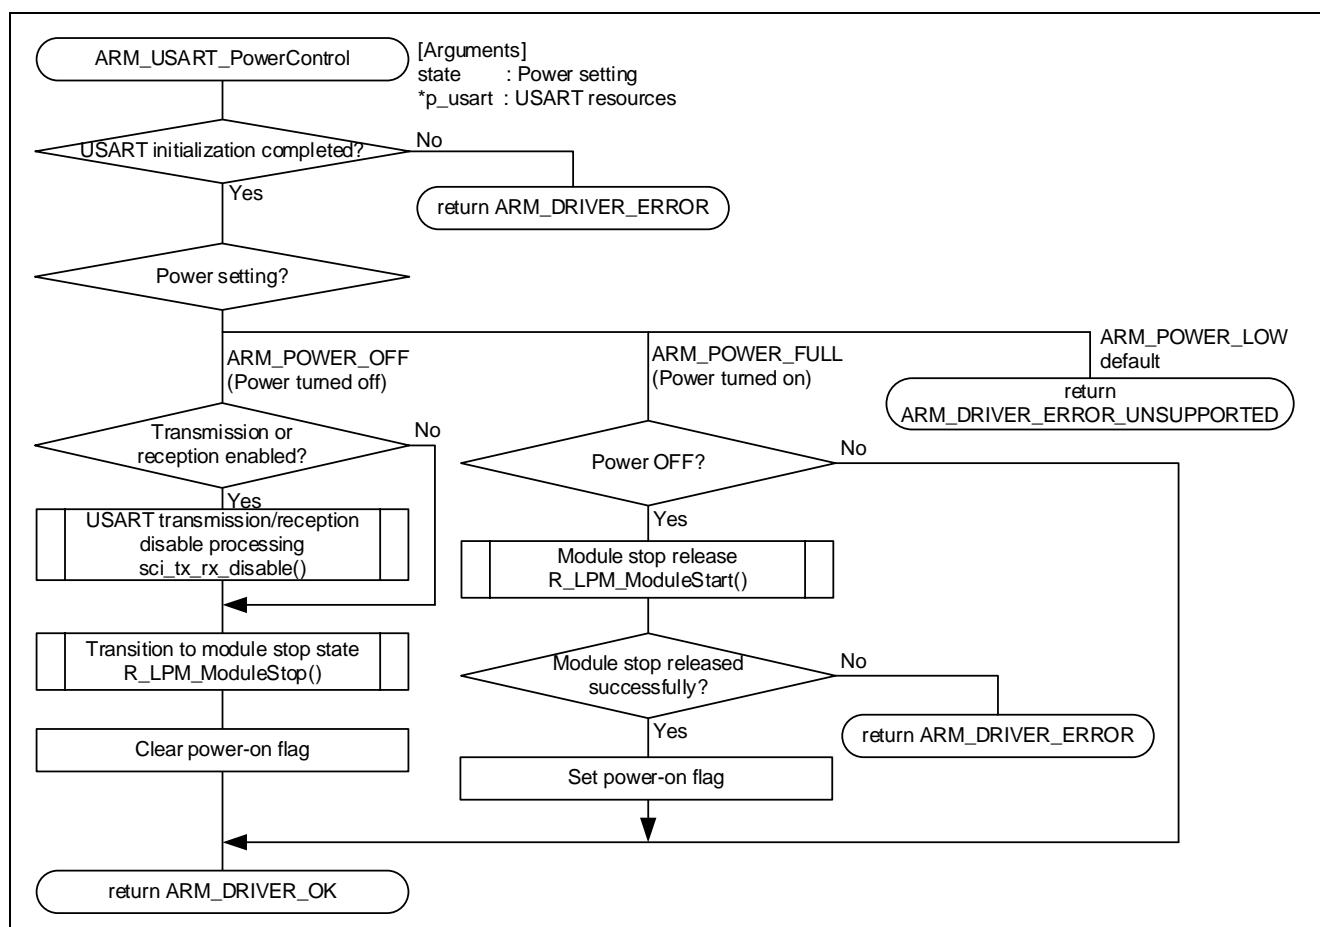 ARM_USART_PowerControl
[Arguments]
state : Power setting
*p_usart : USART resources
USART initialization completed?
No
Yes
return ARM_DRIVER_ERROR
Power setting?
ARM_POWER_OFF
(Power turned off)
ARM_POWER_FULL
(Power turned on)
ARM_POWER_LOW
default
return
ARM_DRIVER_ERROR_UNSUPPORTED
Transmission or
reception enabled?
No
Yes
USART transmission/reception
disable processing
sci_tx_rx_disable()
Transition to module stop state
R_LPM_ModuleStop()
Clear power-on flag
Power OFF?
No
Yes
Module stop release
R_LPM_ModuleStart()
Module stop released
successfully?
No
Yes
return ARM_DRIVER_ERROR
Set power-on flag
return ARM_DRIVER_OK